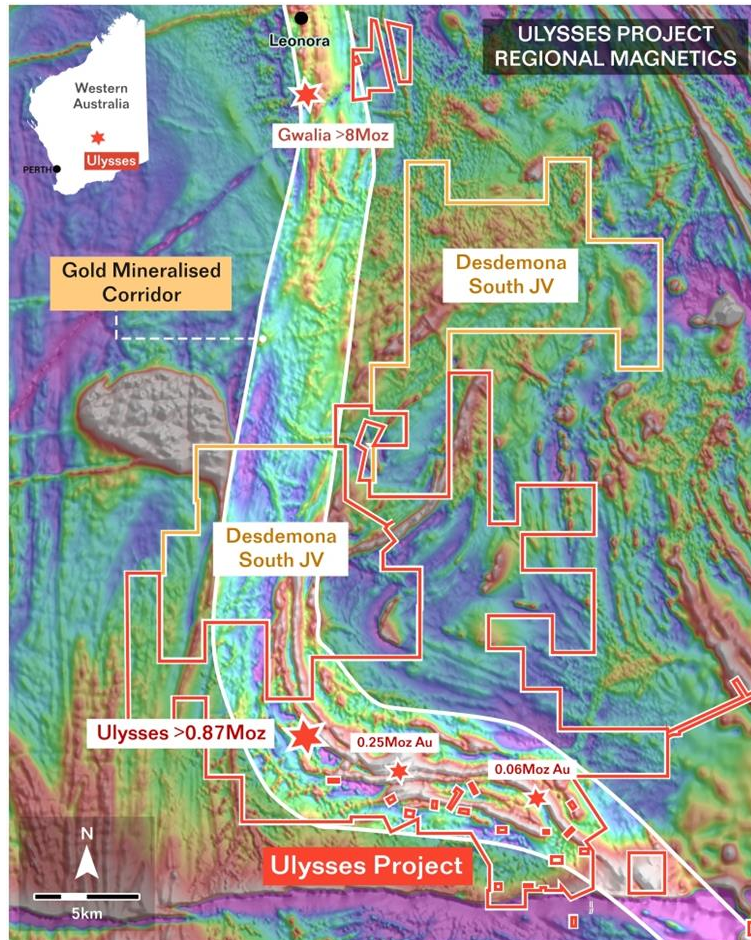 ULYSSES PROJECT
REGIONAL MAGNETICS
Leonora
Western
Australia
Ulysses
PERTH
Gwalia >8Moz
Gold Mineralised
Corridor
Desdemona
South JV
Desdemona
South JV
Ulysses >0.87Moz
0.25Moz Au
0.06Moz Au
Ulysses Project
N
5km